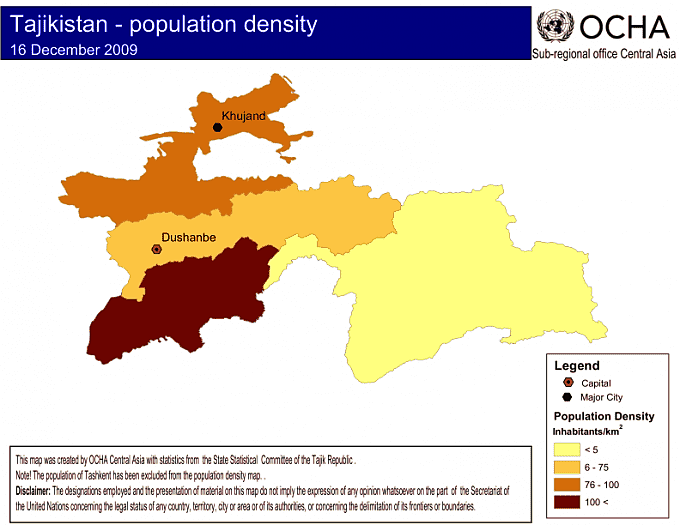 Tajikistan - population density
16 December 2009
OCHA
Sub-regional office Central Asia
Khujand
Dushanbe
Legend
Capital
Major City
Population Density
Inhabitants/km²
< 5
6 - 75
76 - 100
100 <
This map was created by OCHA Central Asia with statistics from the State Statistical Committee of the Tajik Republic .
Note! The population of Tashkent has been excluded from the population density map. .
Disclaimer: The designations employed and the presentation of material on this map do not imply the expression of any opinion whatsoever on the part of the Secretariat of
the United Nations concerning the legal status of any country, territory, city or area or of its authorities, or concerning the delimitation of its frontiers or boundaries.